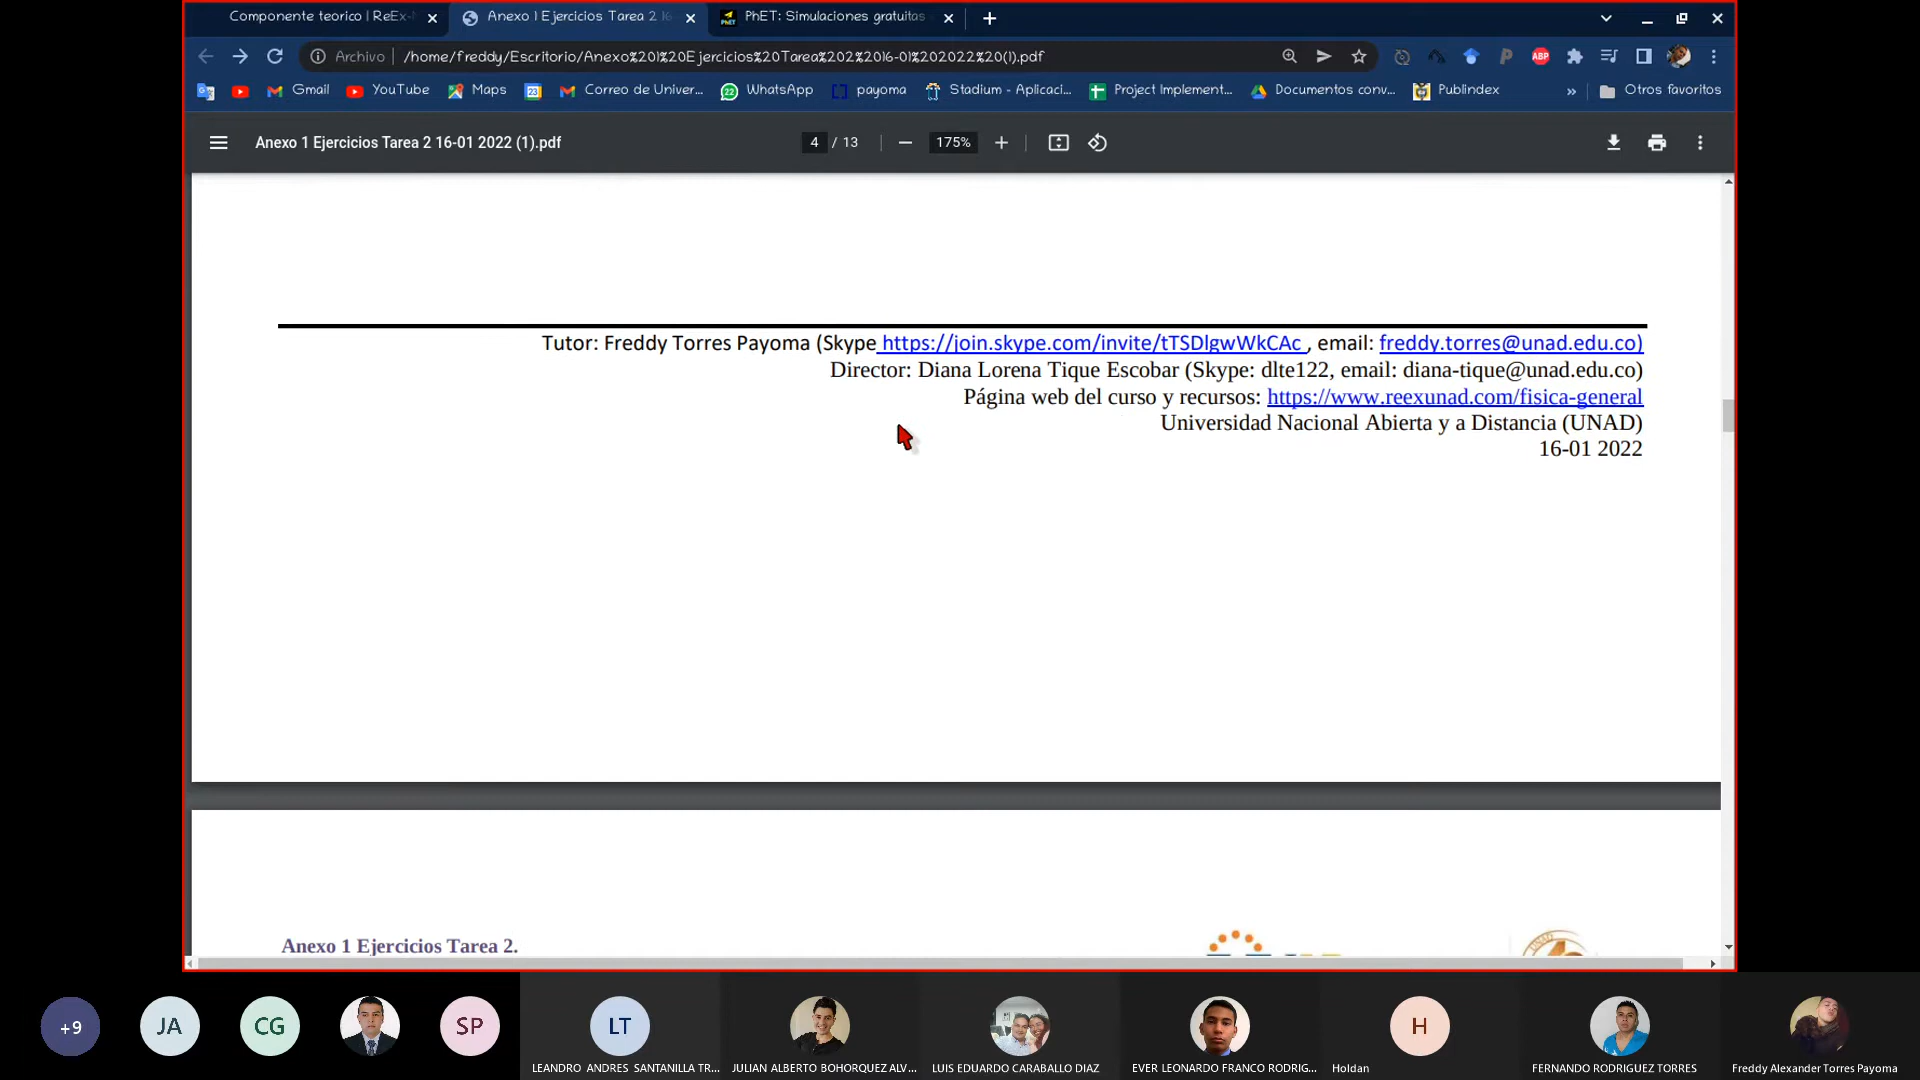 Componente teorico | ReEx-
Anexo 1 Ejercicios Tarea 2 16
PhET: Simulaciones gratuitas
Archivo
/home/freddy/Escritorio/Anexo%201%20Ejercicios%20Tarea%202%2016-01%202022%20(1).pdf
ABP
Gmail
YouTube
Maps
23
Correo de Univer...
22
WhatsApp
payoma
Stadium - Aplicaci...
Project Implement...
Documentos conv...
Publindex
»
Otros favoritos
Anexo 1 Ejercicios Tarea 2 16-01 2022 (1).pdf
4 / 13
175%
Tutor: Freddy Torres Payoma (Skype https://join.skype.com/invite/tTSDlgwWkCAc , email: freddy.torres@unad.edu.co)
Director: Diana Lorena Tique Escobar (Skype: dlte122, email: diana-tique@unad.edu.co)
Página web del curso y recursos: https://www.reexunad.com/fisica-general
Universidad Nacional Abierta y a Distancia (UNAD)
16-01 2022
Anexo 1 Ejercicios Tarea 2.
+9
JA
CG
SP
LT
H
LEANDRO ANDRES SANTANILLA TR...
JULIAN ALBERTO BOHORQUEZ ALV...
LUIS EDUARDO CARABALLO DIAZ
EVER LEONARDO FRANCO RODRIG...
Holdan
FERNANDO RODRIGUEZ TORRES
Freddy Alexander Torres Payoma